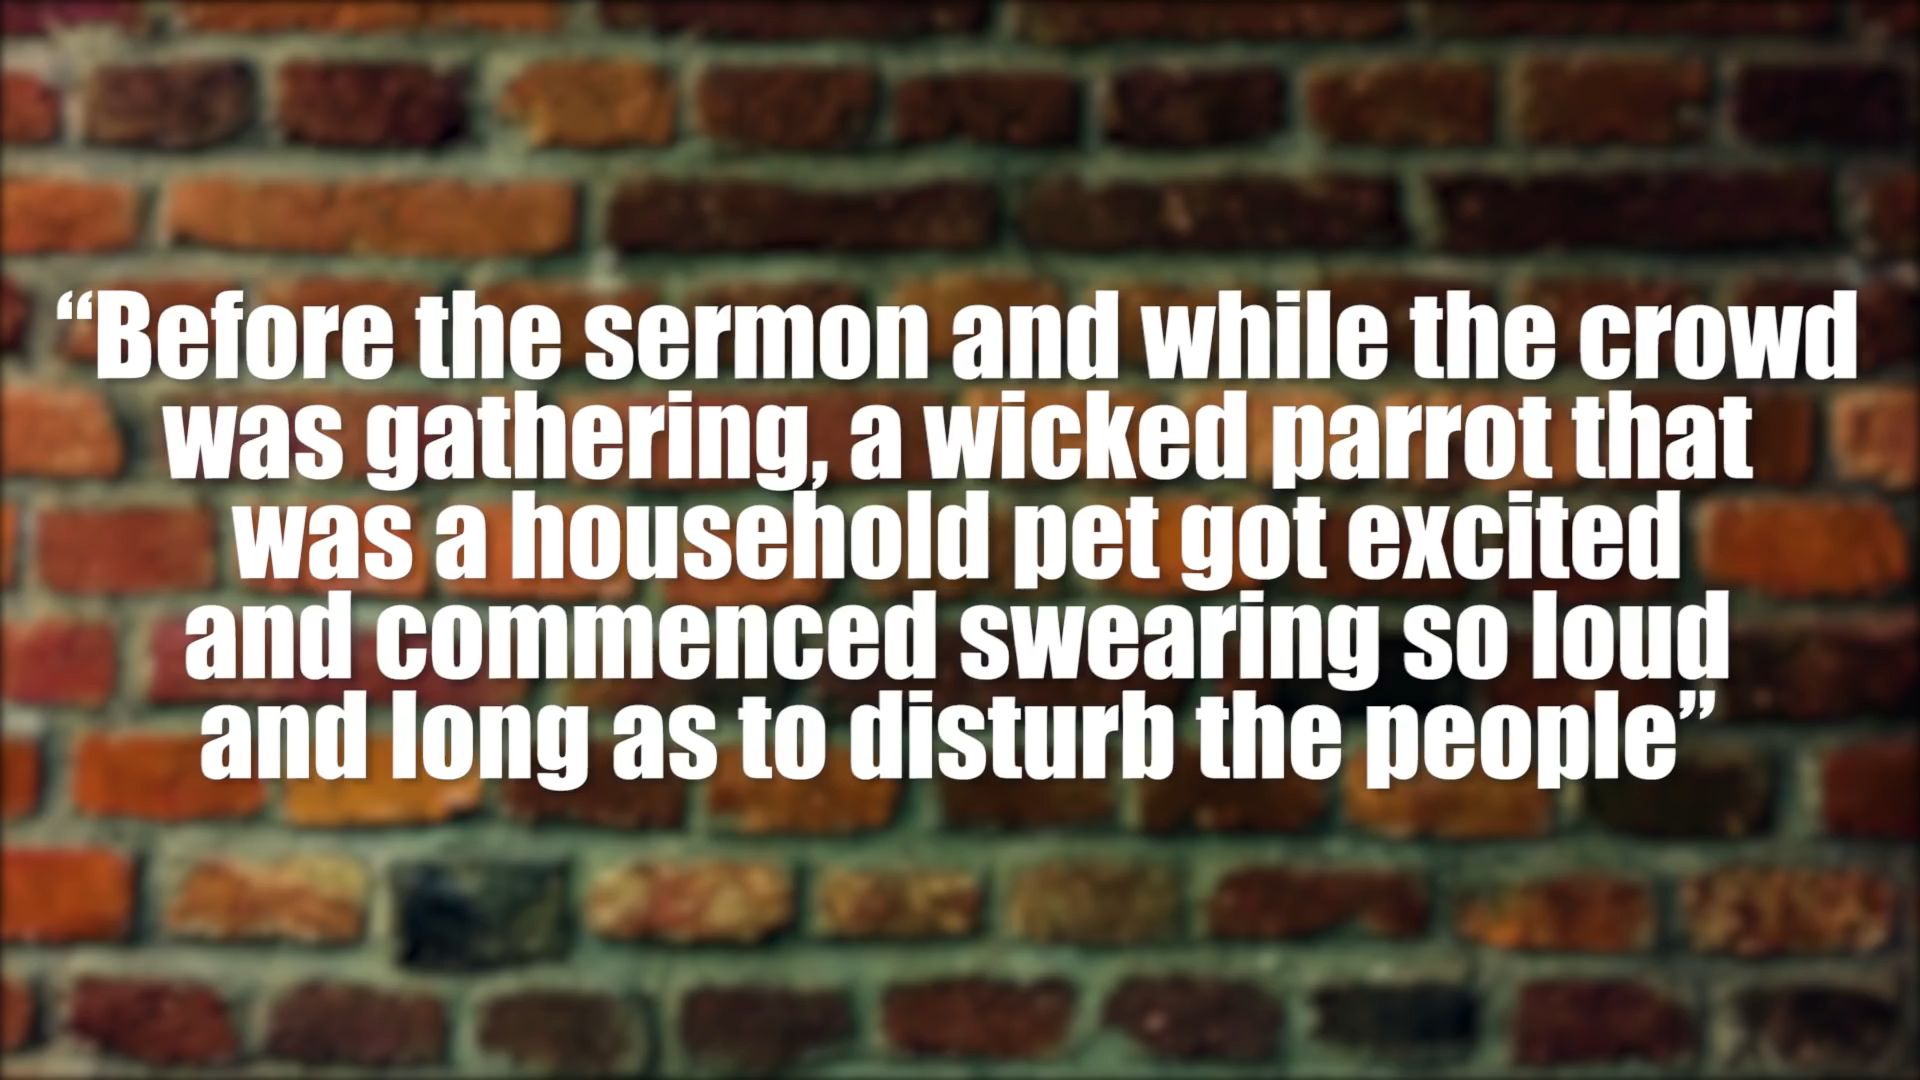 “Before the sermon and while the crowd
was gathering, a wicked parrot that
was a household pet got excited
and commenced swearing so loud
and long as to disturb the people”